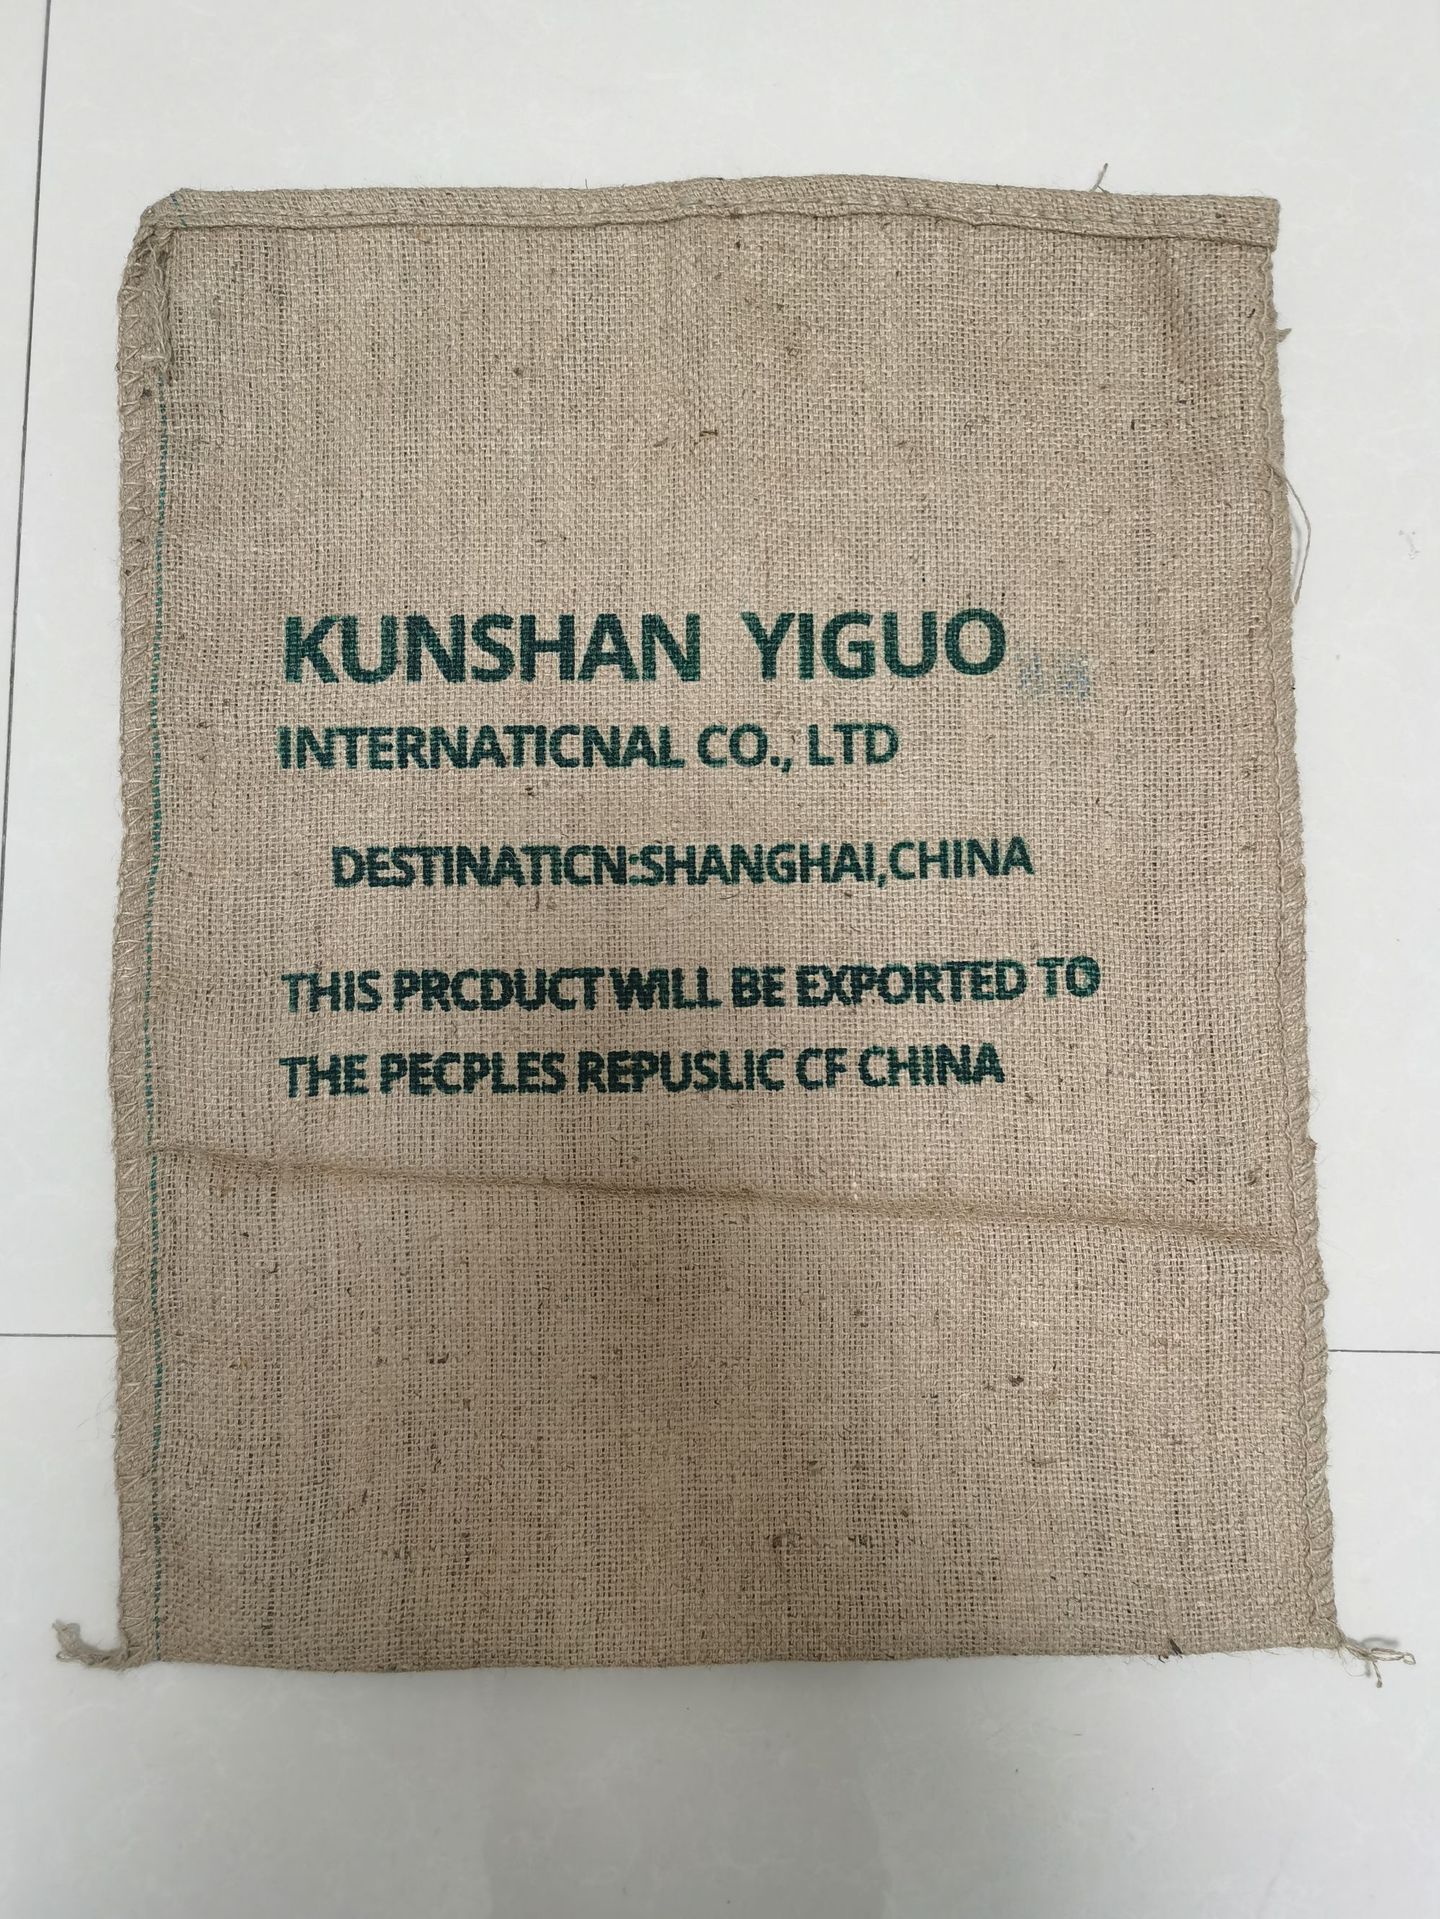 KUNSHAN YIGUO
INTERNATICNAL CO., LTD
DESTINATICN:SHANGHAI,CHINA
THIS PRCDUCT WILL BE EXPORTED TO
THE PECPLES REPUSLIC CF CHINA